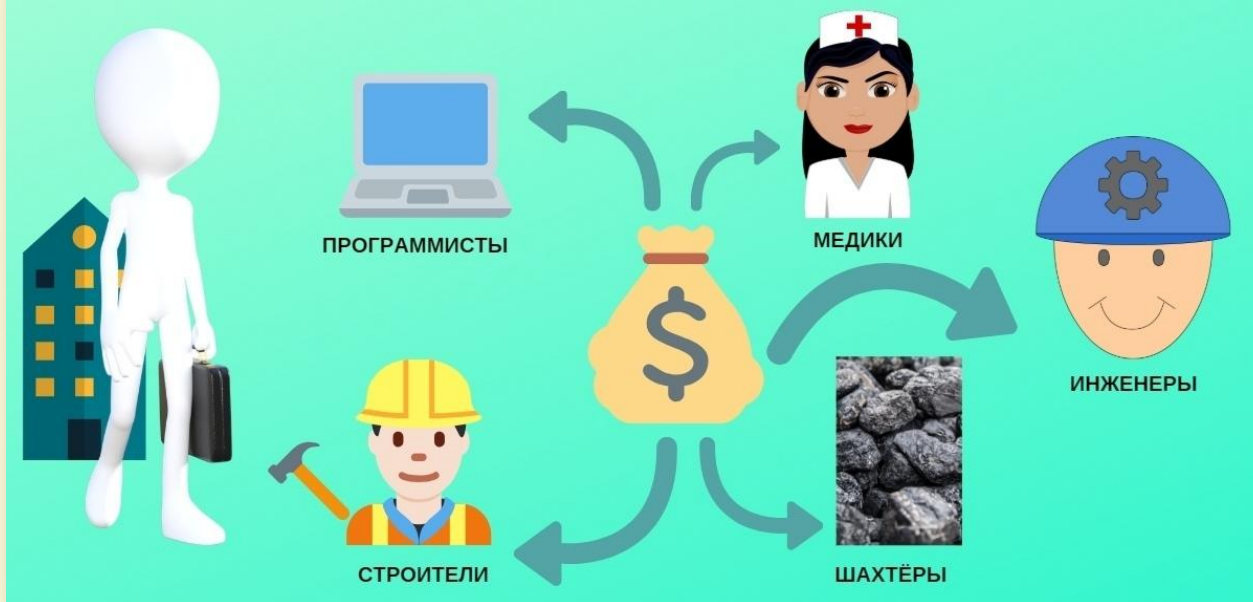 ПРОГРАММИСТЫ
МЕДИКИ
$
ИНЖЕНЕРЫ
СТРОИТЕЛИ
ШАХТЁРЫ